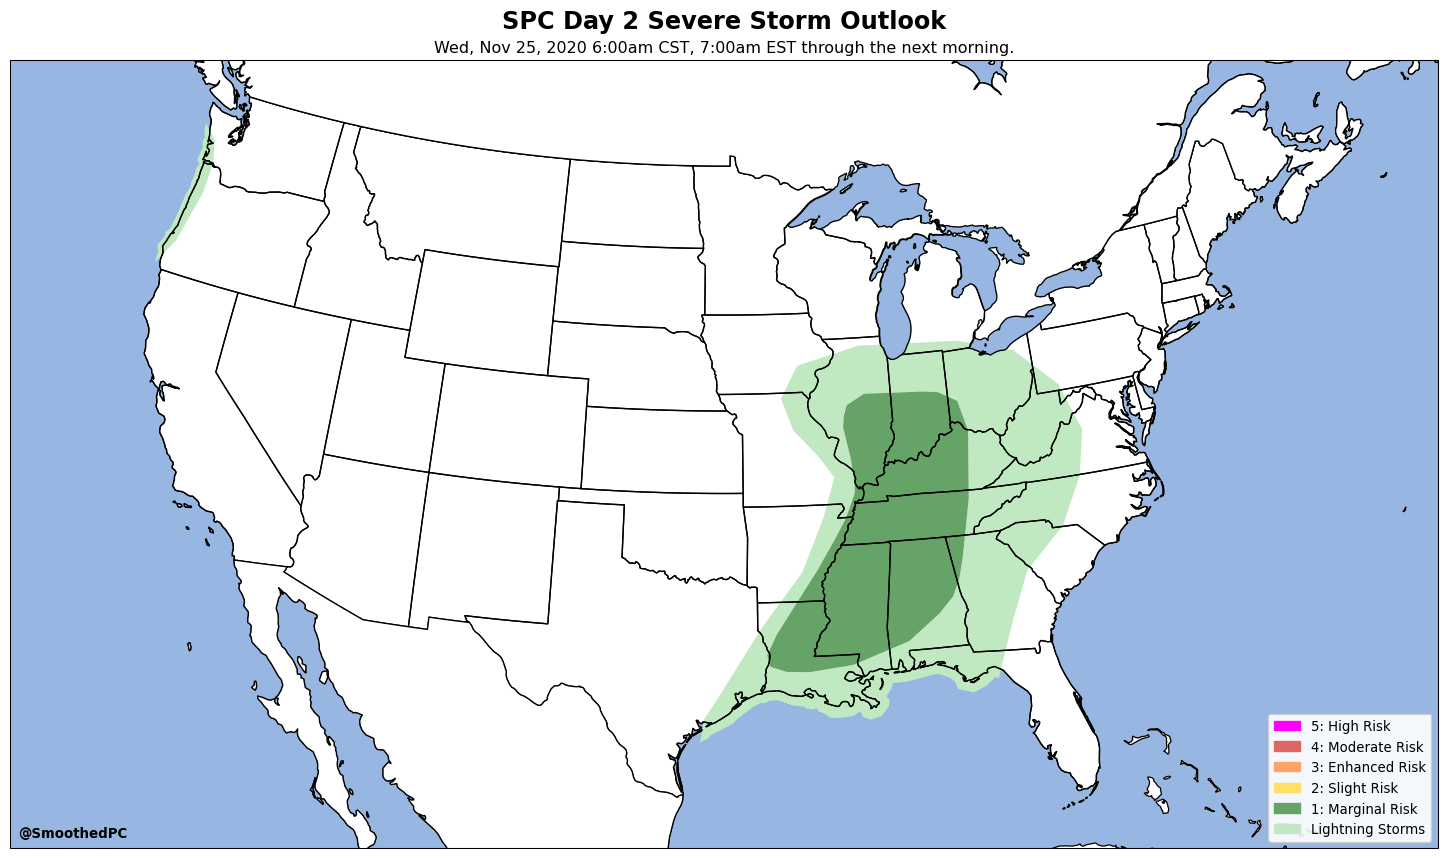 SPC Day 2 Severe Storm Outlook
Wed, Nov 25, 2020 6:00am CST, 7:00am EST through the next morning.
5: High Risk
4: Moderate Risk
3: Enhanced Risk
2: Slight Risk
1: Marginal Risk
Lightning Storms
@SmoothedPC